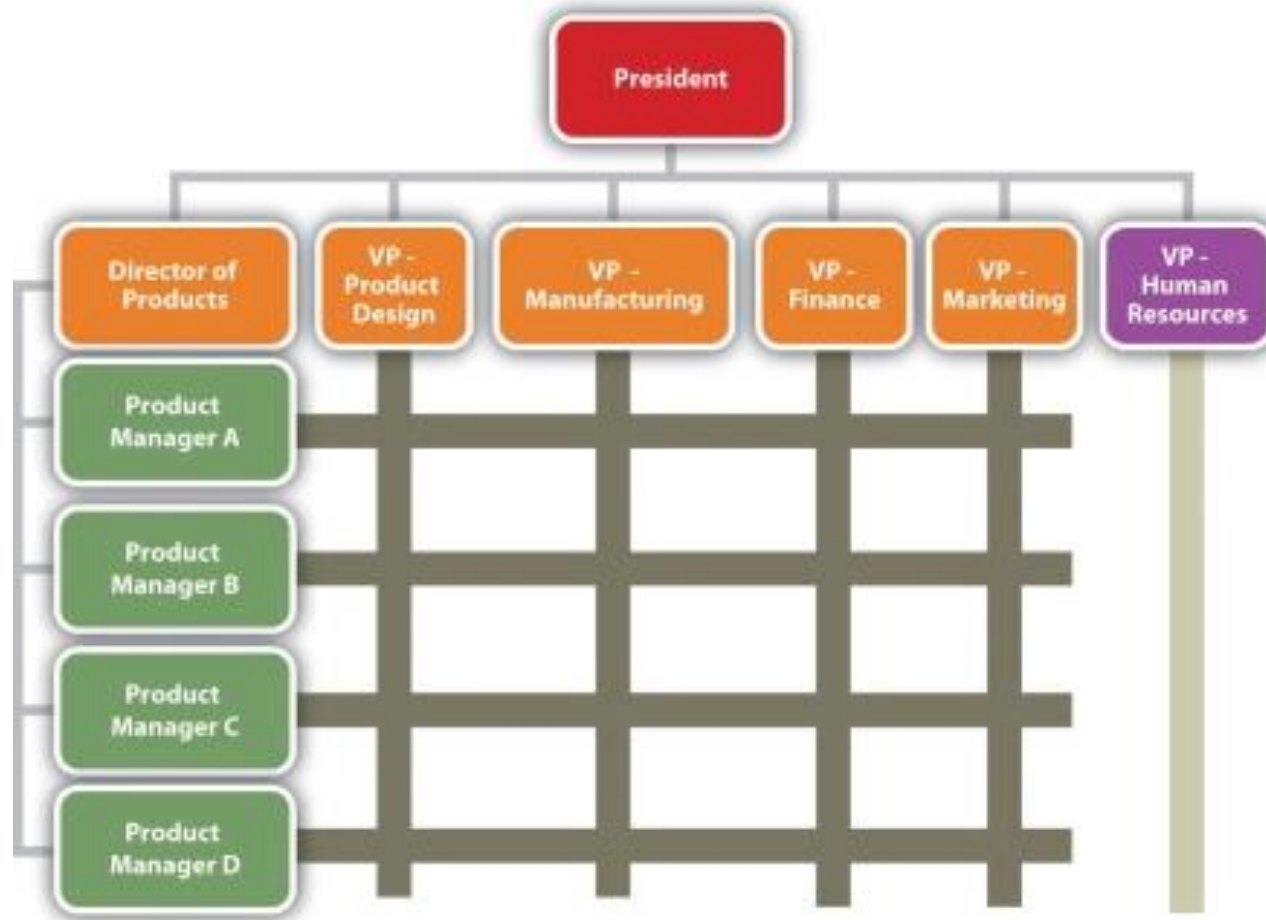 President
Director of
Products
VP -
Product
Design
VP -
Manufacturing
VP -
Finance
VP -
Marketing
VP -
Human
Resources
Product
Manager A
Product
Manager B
Product
Manager C
Product
Manager D